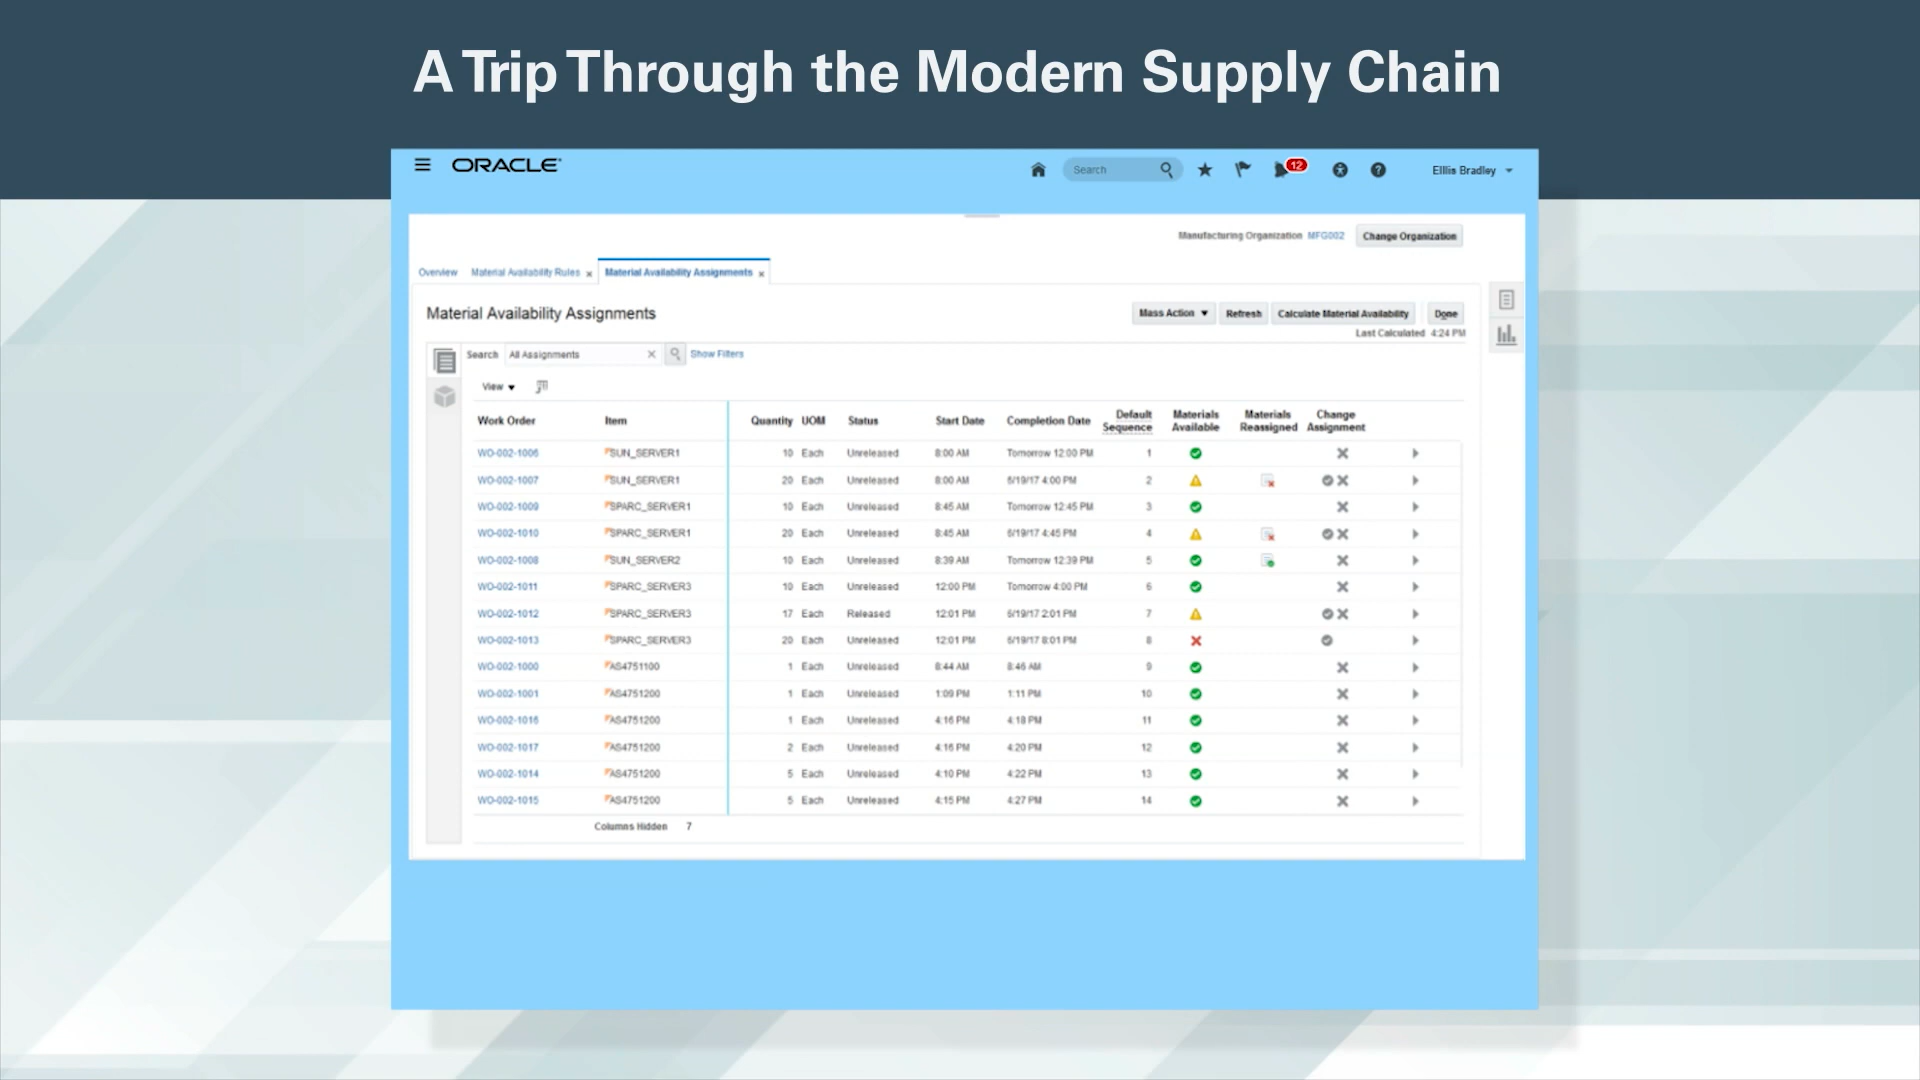 A Trip Through the Modern Supply Chain
ORACLE
Search
12
Elllis Bradley
Manufacturing Organization MFG002 Change Organization
Overview Material Availability Rules Material Availability Assignments
Material Availability Assignments
Mass Action Refresh Calculate Material Availability Done
Last Calculated 4:24 PM
Search All Assignments Show Filters
View
Work Order Item Quantity UOM Status Start Date Completion Date Default Sequence Materials Available Materials Reassigned Change Assignment
WO-002-1006 SUN_SERVER1 10 Each Unreleased 8:00 AM Tomorrow 12:00 PM 1
WO-002-1007 SUN_SERVER1 20 Each Unreleased 8:00 AM 6/19/17 4:00 PM 2
WO-002-1009 SPARC_SERVER1 10 Each Unreleased 8:45 AM Tomorrow 12:45 PM 3
WO-002-1010 SPARC_SERVER1 20 Each Unreleased 8:45 AM 6/19/17 4:45 PM 4
WO-002-1008 SUN_SERVER2 10 Each Unreleased 8:39 AM Tomorrow 12:39 PM 5
WO-002-1011 SPARC_SERVER3 10 Each Unreleased 12:00 PM Tomorrow 4:00 PM 6
WO-002-1012 SPARC_SERVER3 17 Each Released 12:01 PM 6/19/17 2:01 PM 7
WO-002-1013 SPARC_SERVER3 20 Each Unreleased 12:01 PM 6/19/17 8:01 PM 8
WO-002-1000 AS4751100 1 Each Unreleased 8:44 AM 8:46 AM 9
WO-002-1001 AS4751200 1 Each Unreleased 1:09 PM 1:11 PM 10
WO-002-1016 AS4751200 1 Each Unreleased 4:16 PM 4:18 PM 11
WO-002-1017 AS4751200 2 Each Unreleased 4:16 PM 4:20 PM 12
WO-002-1014 AS4751200 5 Each Unreleased 4:10 PM 4:22 PM 13
WO-002-1015 AS4751200 5 Each Unreleased 4:15 PM 4:27 PM 14
Columns Hidden 7